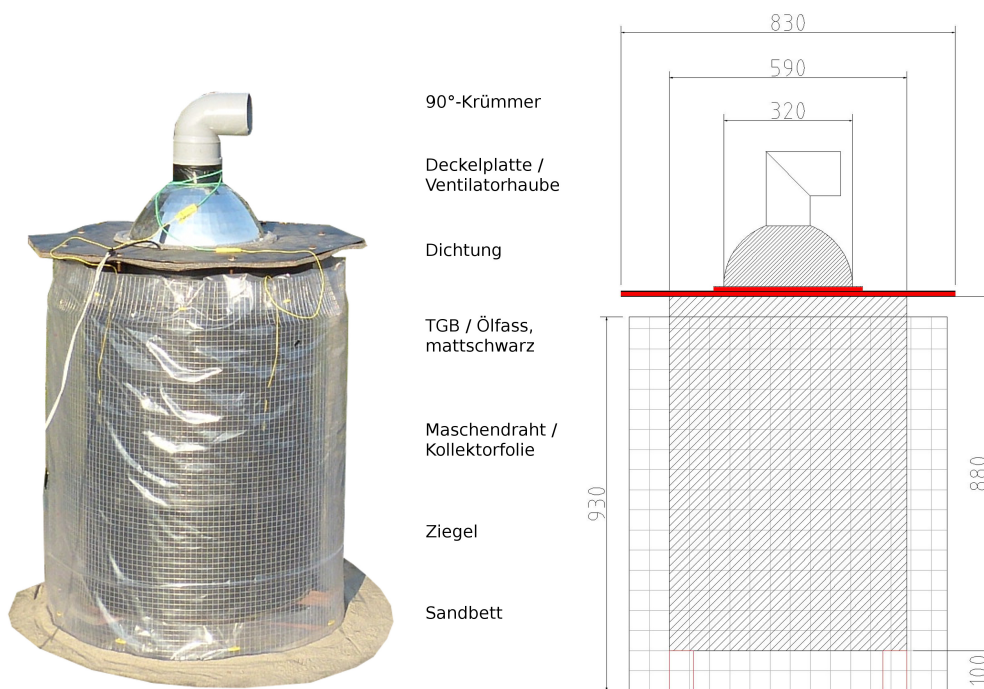 90°-Krümmer
Deckelplatte /
Ventilatorhaube
Dichtung
TGB / Ölfass,
mattschwarz
Maschendraht /
Kollektorfolie
Ziegel
Sandbett
830
590
320
930
880
100